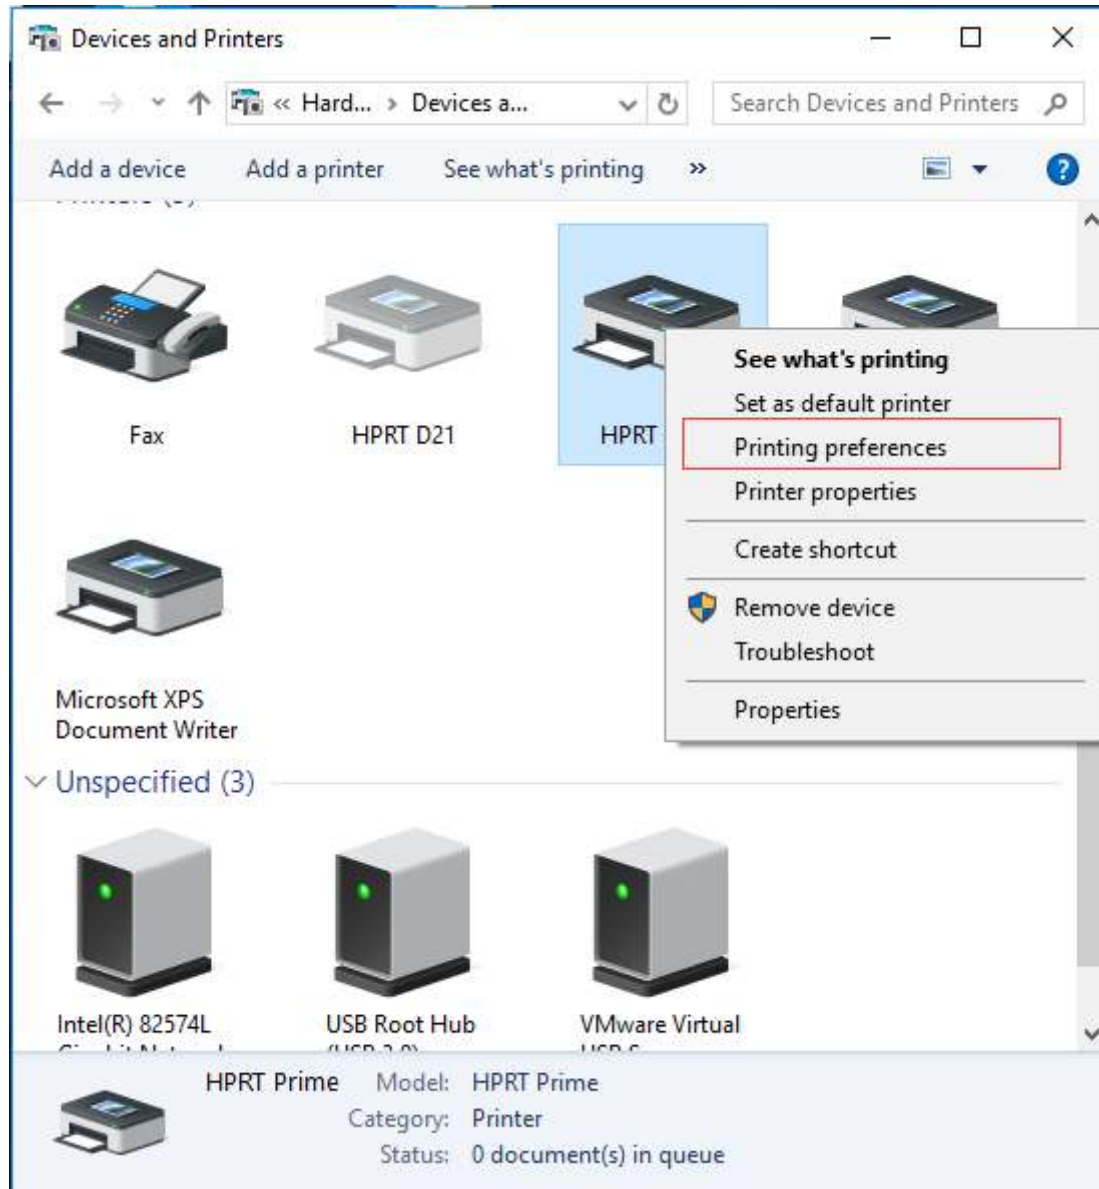 Devices and Printers
« Hard... > Devices a...
Search Devices and Printers
Add a device Add a printer See what's printing »
Fax
HPRT D21
HPRT
See what's printing
Set as default printer
Printing preferences
Printer properties
Create shortcut
Remove device
Troubleshoot
Properties
Microsoft XPS
Document Writer
Unspecified (3)
Intel(R) 82574L
USB Root Hub
VMware Virtual
HPRT Prime Model: HPRT Prime
Category: Printer
Status: 0 document(s) in queue